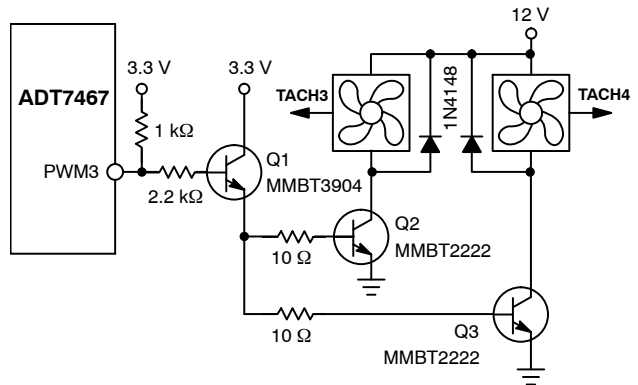 12 V
3.3 V
3.3 V
ADT7467
TACH3
1N4148
TACH4
1 kΩ
Q1
PWM3
MMBT3904
2.2 kΩ
Q2
MMBT2222
10 Ω
10 Ω
Q3
MMBT2222